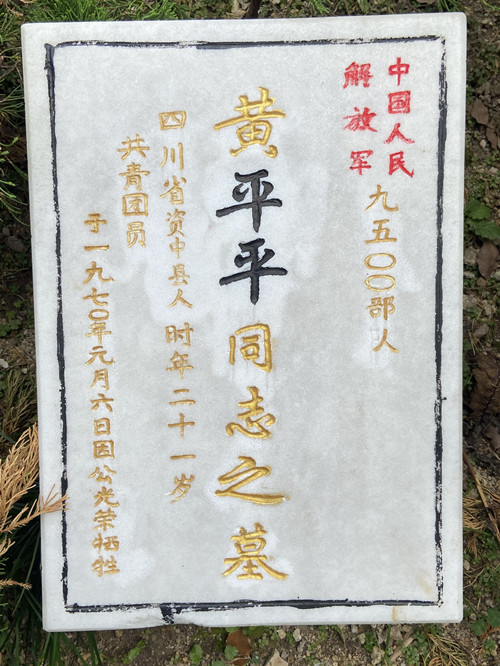 中國人民
解放军
九五〇〇部人
黄平平同志之墓
四川省资中县人 时年二十一岁
共青团员
于一九七〇年元月六日因公光荣牺牲